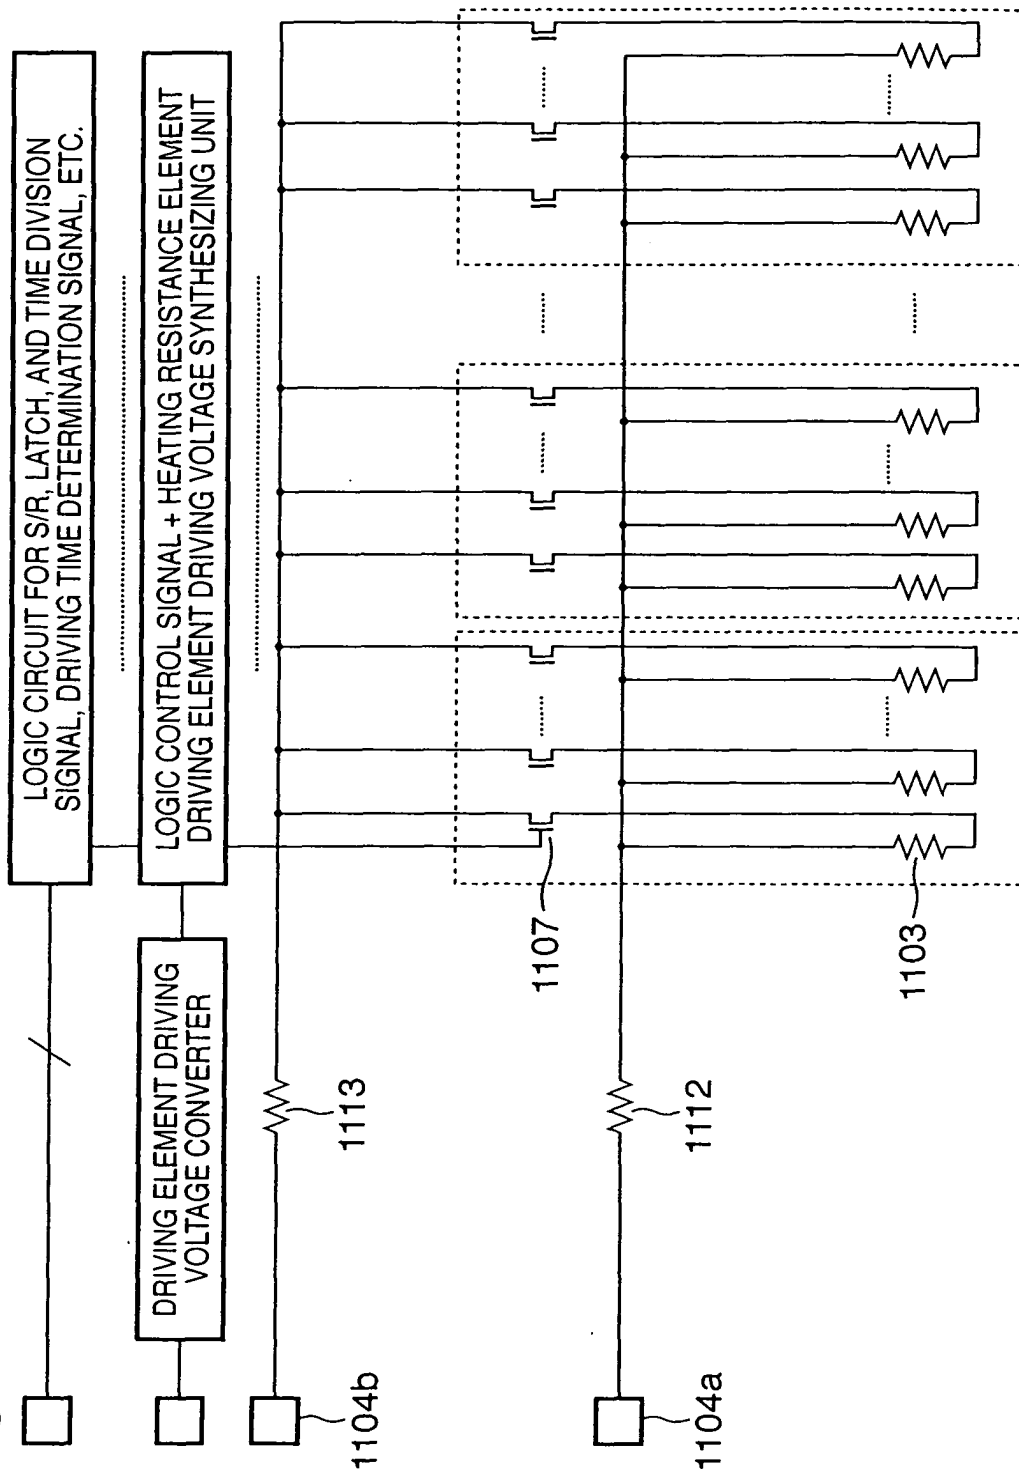 LOGIC CIRCUIT FOR S/R, LATCH, AND TIME DIVISION
SIGNAL, DRIVING TIME DETERMINATION SIGNAL, ETC.
DRIVING ELEMENT DRIVING
VOLTAGE CONVERTER
LOGIC CONTROL SIGNAL + HEATING RESISTANCE ELEMENT
DRIVING ELEMENT DRIVING VOLTAGE SYNTHESIZING UNIT
1104b
1113
1107
1104a
1112
1103